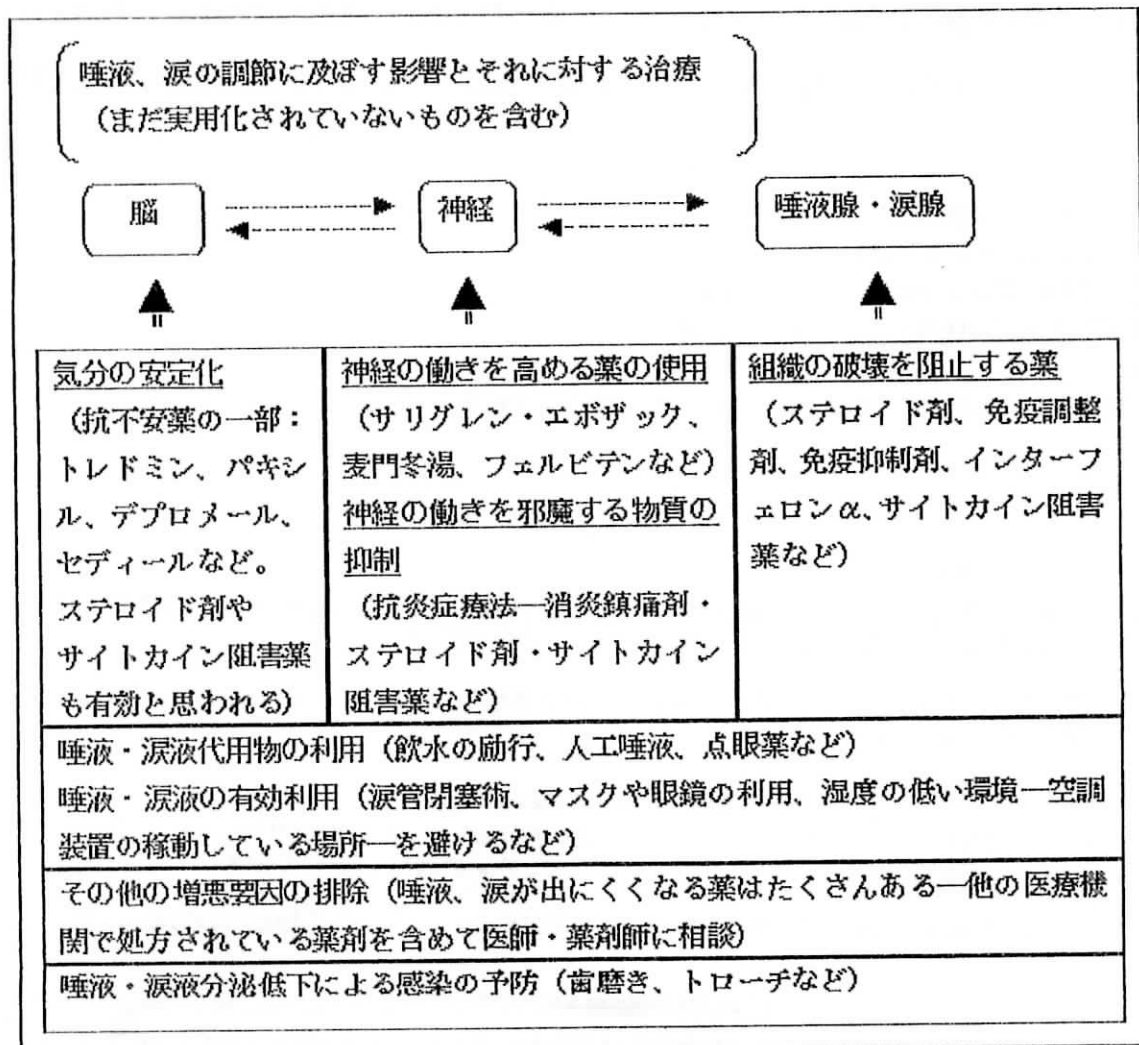 唾液、涙の調節に及ぼす影響とそれに対する治療
（まだ実用化されていないものを含む）
脳
神経
唾液腺・涙腺
気分の安定化
（抗不安薬の一部：
トレドミン、パキシ
ル、デプロメール、
セディールなど。
ステロイド剤や
サイトカイン阻害薬
も有効と思われる）
神経の働きを高める薬の使用
（サリグレン・エボザック、
麦門冬湯、フェルビテンなど）
神経の働きを邪魔する物質の
抑制
（抗炎症療法―消炎鎮痛剤・
ステロイド剤・サイトカイン
阻害薬など）
組織の破壊を阻止する薬
（ステロイド剤、免疫調整
剤、免疫抑制剤、インターフ
ェロンα、サイトカイン阻害
薬など）
唾液・涙液代用物の利用（飲水の励行、人工唾液、点眼薬など）
唾液・涙液の有効利用（涙管閉塞術、マスクや眼鏡の利用、湿度の低い環境―空調
装置の稼動している場所―を避けるなど）
その他の増悪要因の排除（唾液、涙が出にくくなる薬はたくさんある―他の医療機
関で処方されている薬剤を含めて医師・薬剤師に相談）
唾液・涙液分泌低下による感染の予防（歯磨き、トローチなど）